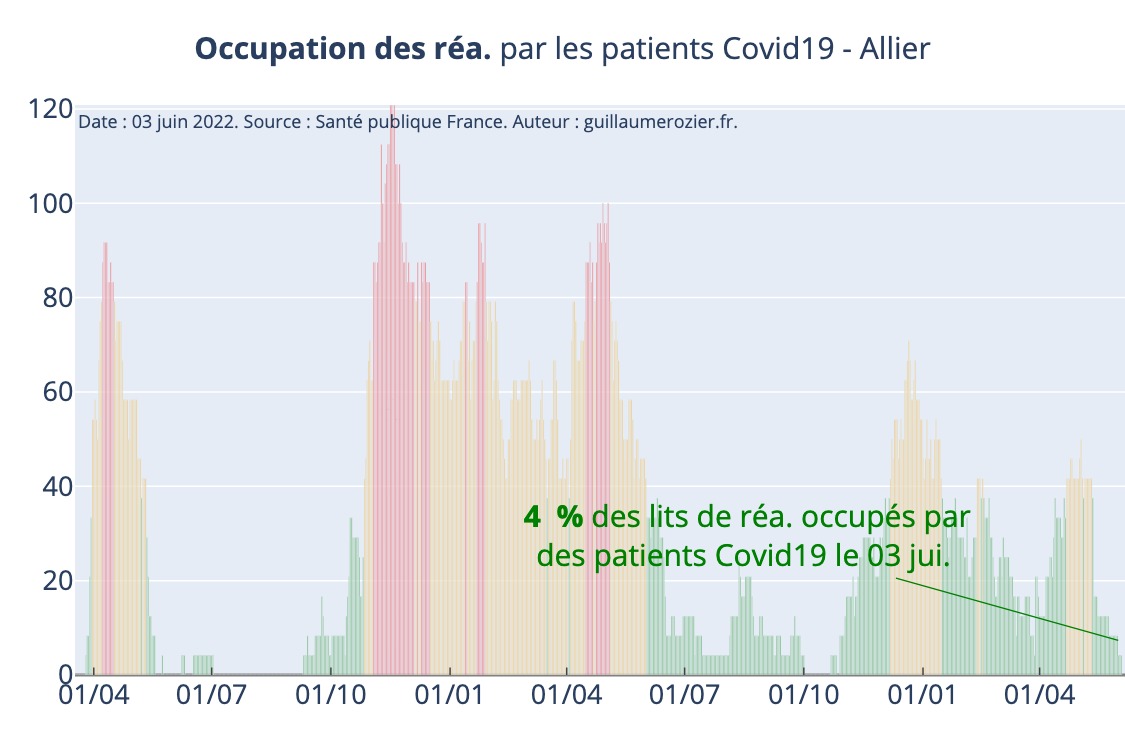 Occupation des réa. par les patients Covid19 - Allier
120
Date : 03 juin 2022. Source : Santé publique France. Auteur : guillaumerozier.fr.
100
80
60
40
4 % des lits de réa. occupés par
des patients Covid19 le 03 jui.
20
0
01/04 01/07 01/10 01/01 01/04 01/07 01/10 01/01 01/04